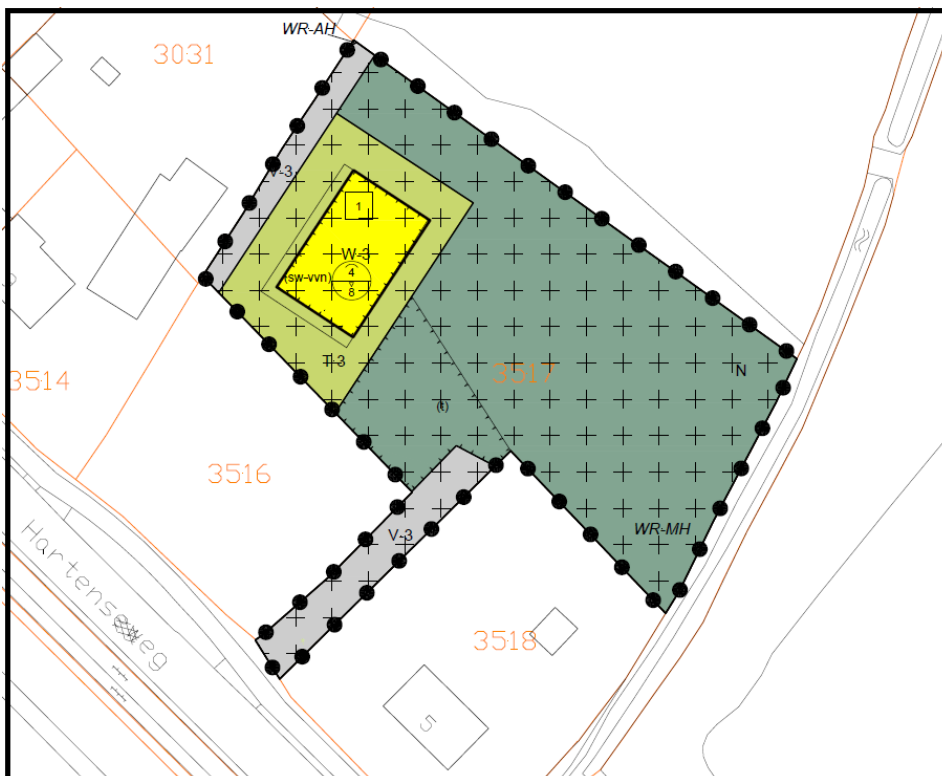 WR-AH
3031
V-3
1
W-3
(sw-vvn)
4
v
8
T-3
3517
N
3514
(t)
3516
WR-MH
V-3
Hartenseweg
3518
5